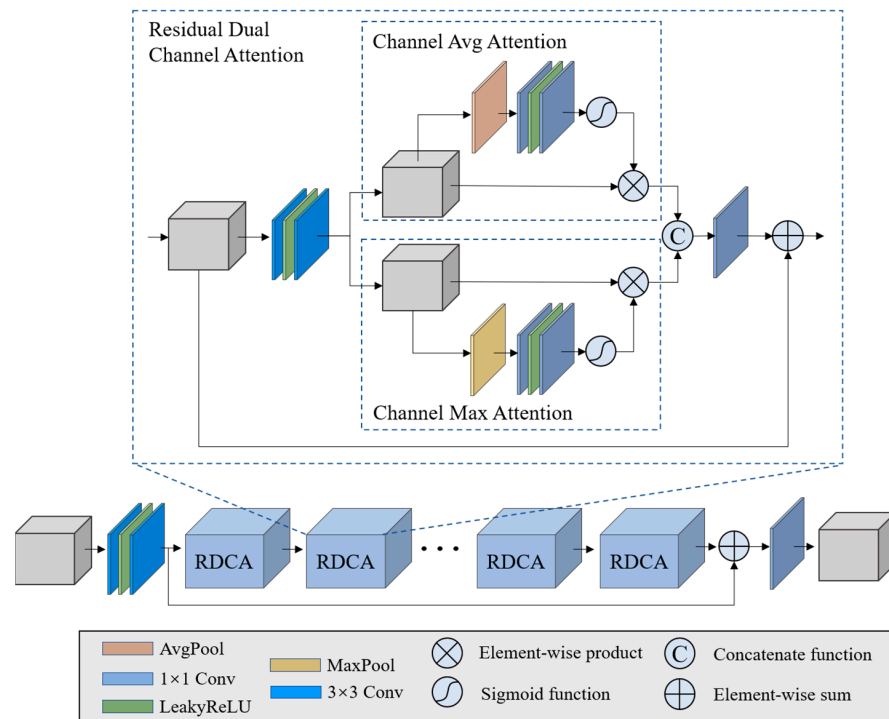 Residual Dual
Channel Attention
Channel Avg Attention
C
Channel Max Attention
RDCA
RDCA
RDCA
RDCA
AvgPool
1×1 Conv
LeakyReLU
MaxPool
3×3 Conv
Element-wise product
Sigmoid function
C
Concatenate function
Element-wise sum